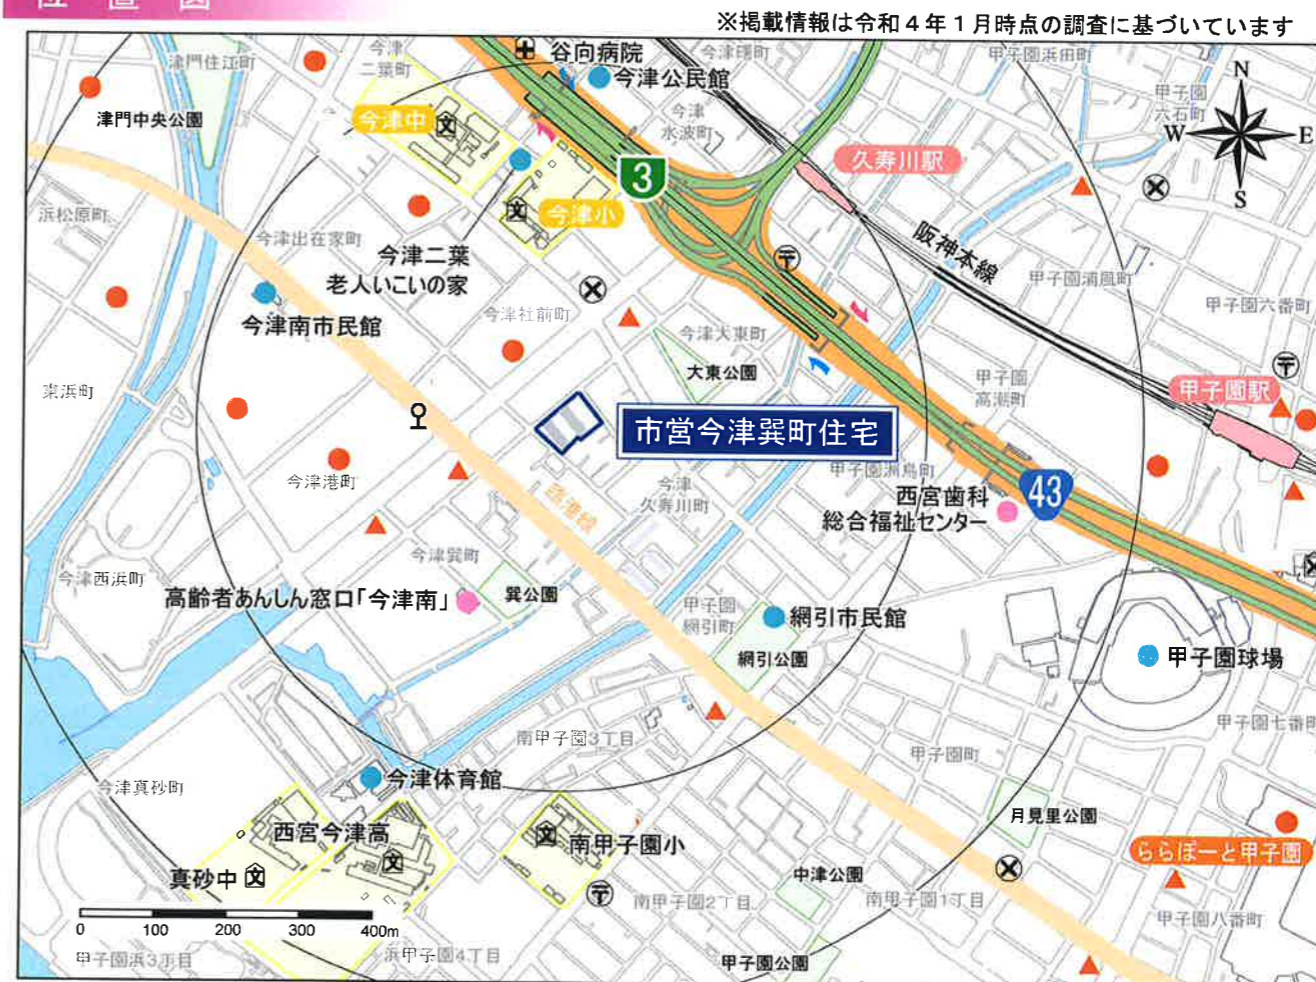 位置図
※掲載情報は令和４年１月時点の調査に基づいています
谷向病院
今津曙町
甲子園浜田町
津門住江町
今津
二葉町
今津公民館
甲子園
六石町
N
W
E
S
津門中央公園
今津中
今津
水波町
久寿川駅
3
浜松原町
今津小
今津出在家町
今津二葉
老人いこいの家
阪神本線
甲子園浦風町
甲子園六番町
今津南市民館
今津社前町
今津大東町
大東公園
甲子園
高潮町
甲子園駅
東浜町
市営今津巽町住宅
今津港町
今津
久寿川町
西宮歯科
総合福祉センター
43
今津西浜町
今津巽町
高齢者あんしん窓口「今津南」
巽公園
甲子園
網引町
網引市民館
網引公園
甲子園球場
南甲子園3丁目
甲子園町
甲子園七番町
今津真砂町
今津体育館
月見里公園
西宮今津高
南甲子園小
ららぽーと甲子園
真砂中
中津公園
南甲子園2丁目
南甲子園1丁目
甲子園八番町
0 100 200 300 400m
甲子園浜3丁目
浜甲子園4丁目
甲子園公園